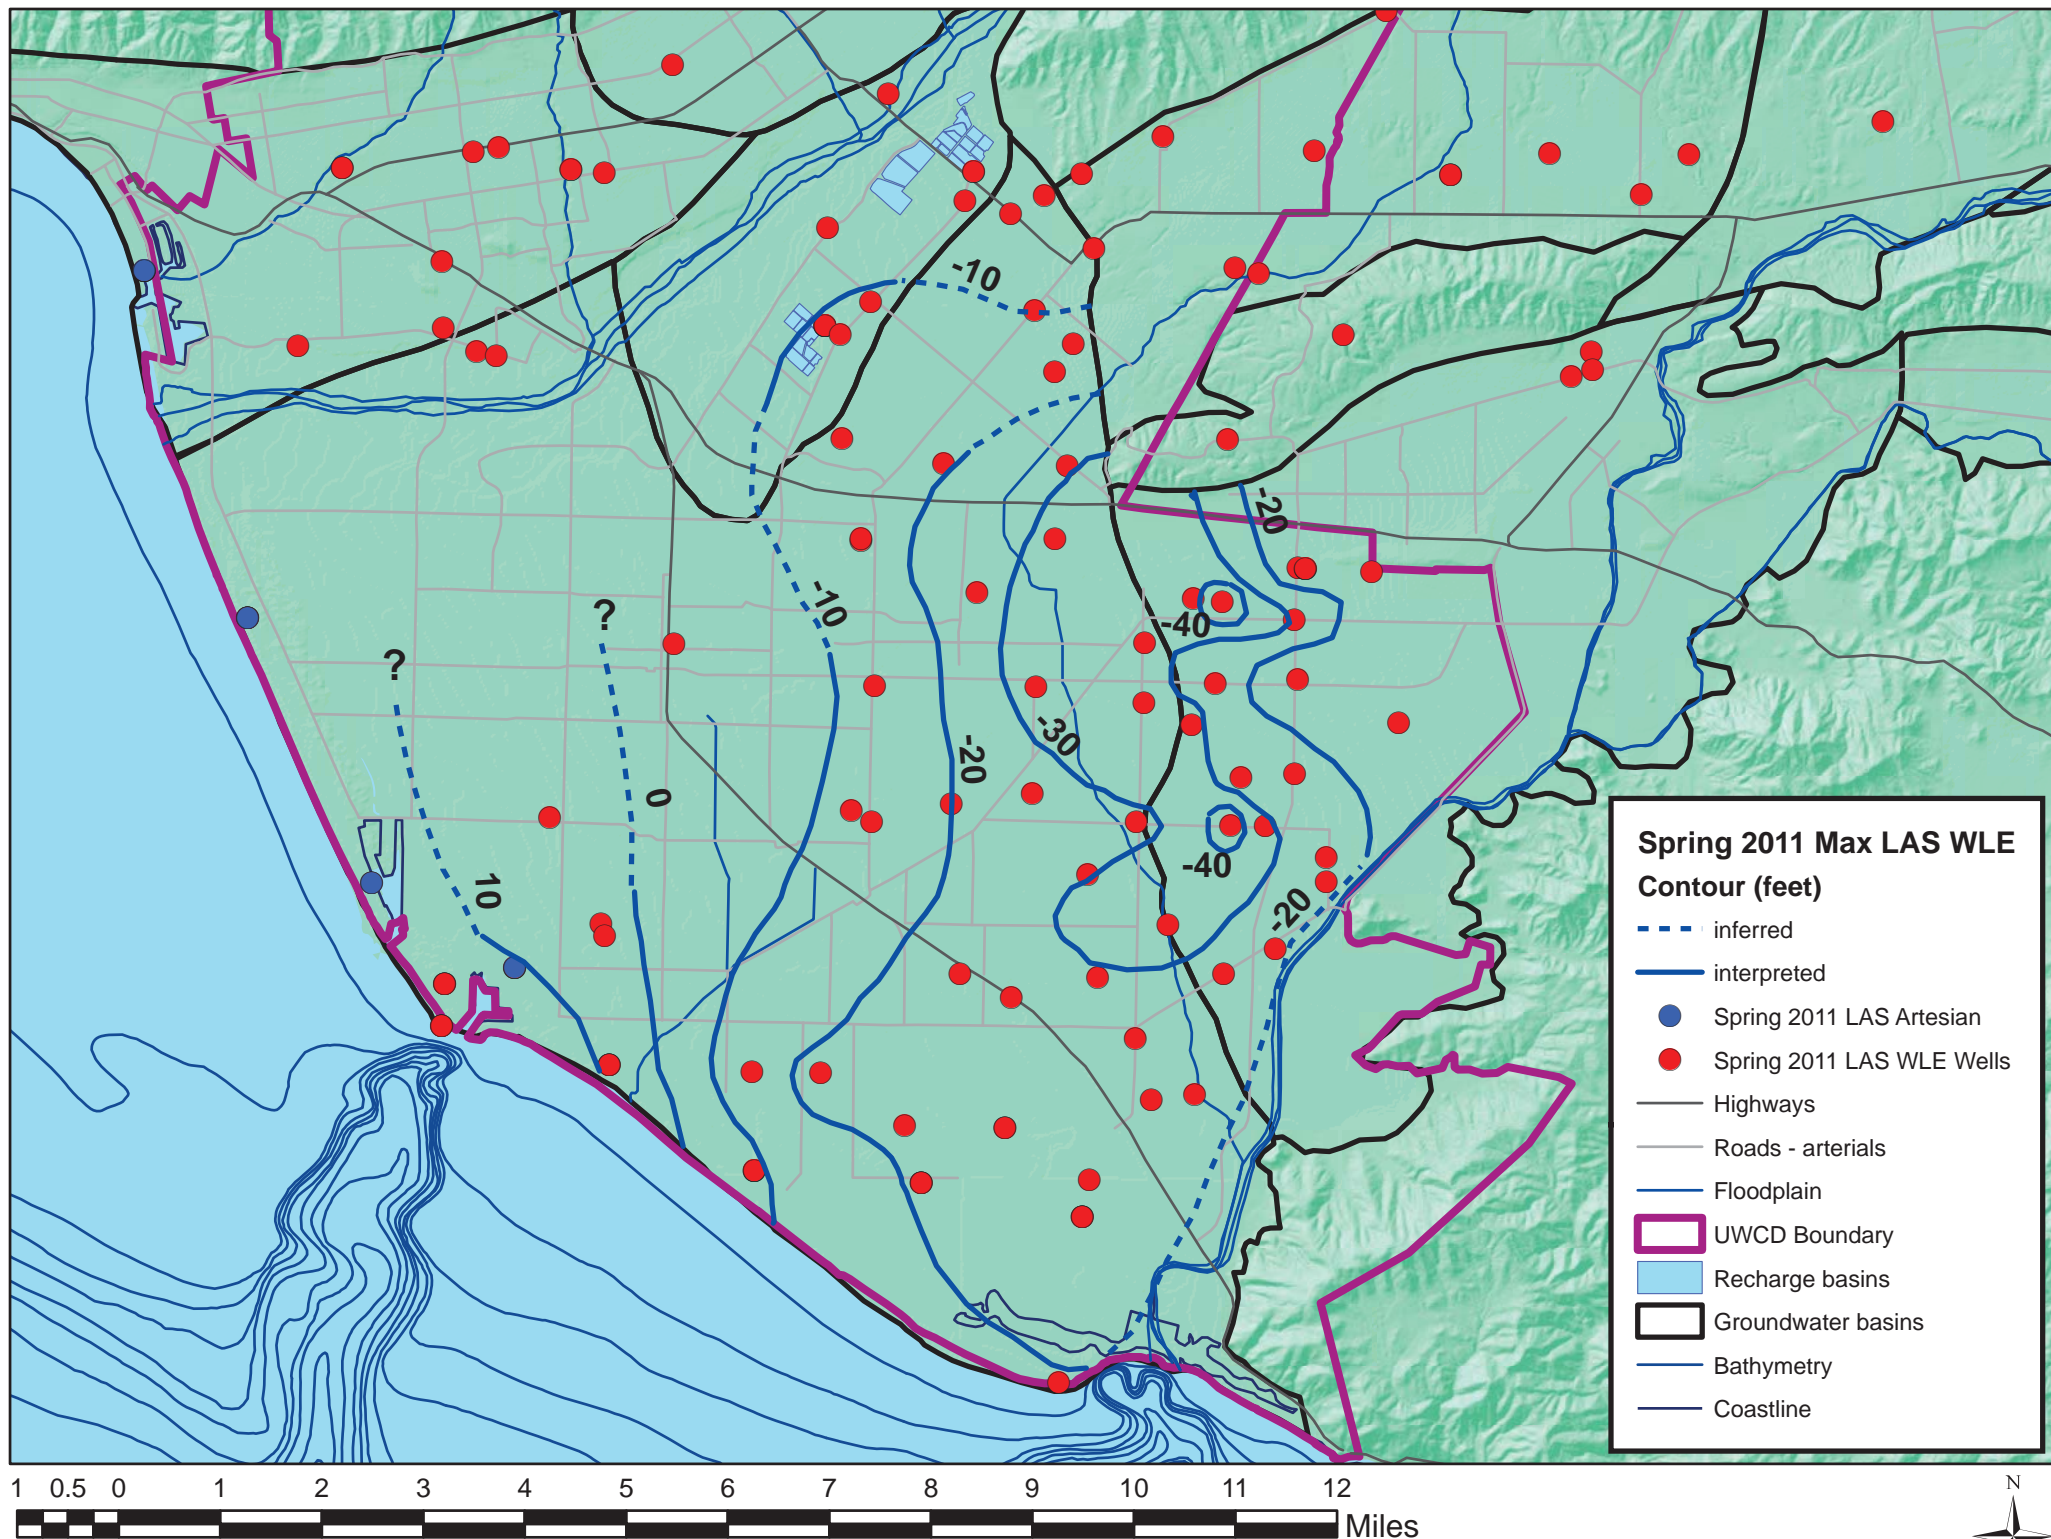 -10
-20
?
-10
?
-40
-30
-20
0
-40
10
-20
Spring 2011 Max LAS WLE
Contour (feet)
inferred
interpreted
Spring 2011 LAS Artesian
Spring 2011 LAS WLE Wells
Highways
Roads - arterials
Floodplain
UWCD Boundary
Recharge basins
Groundwater basins
Bathymetry
Coastline
1 0.5 0 1 2 3 4 5 6 7 8 9 10 11 12
Miles
N